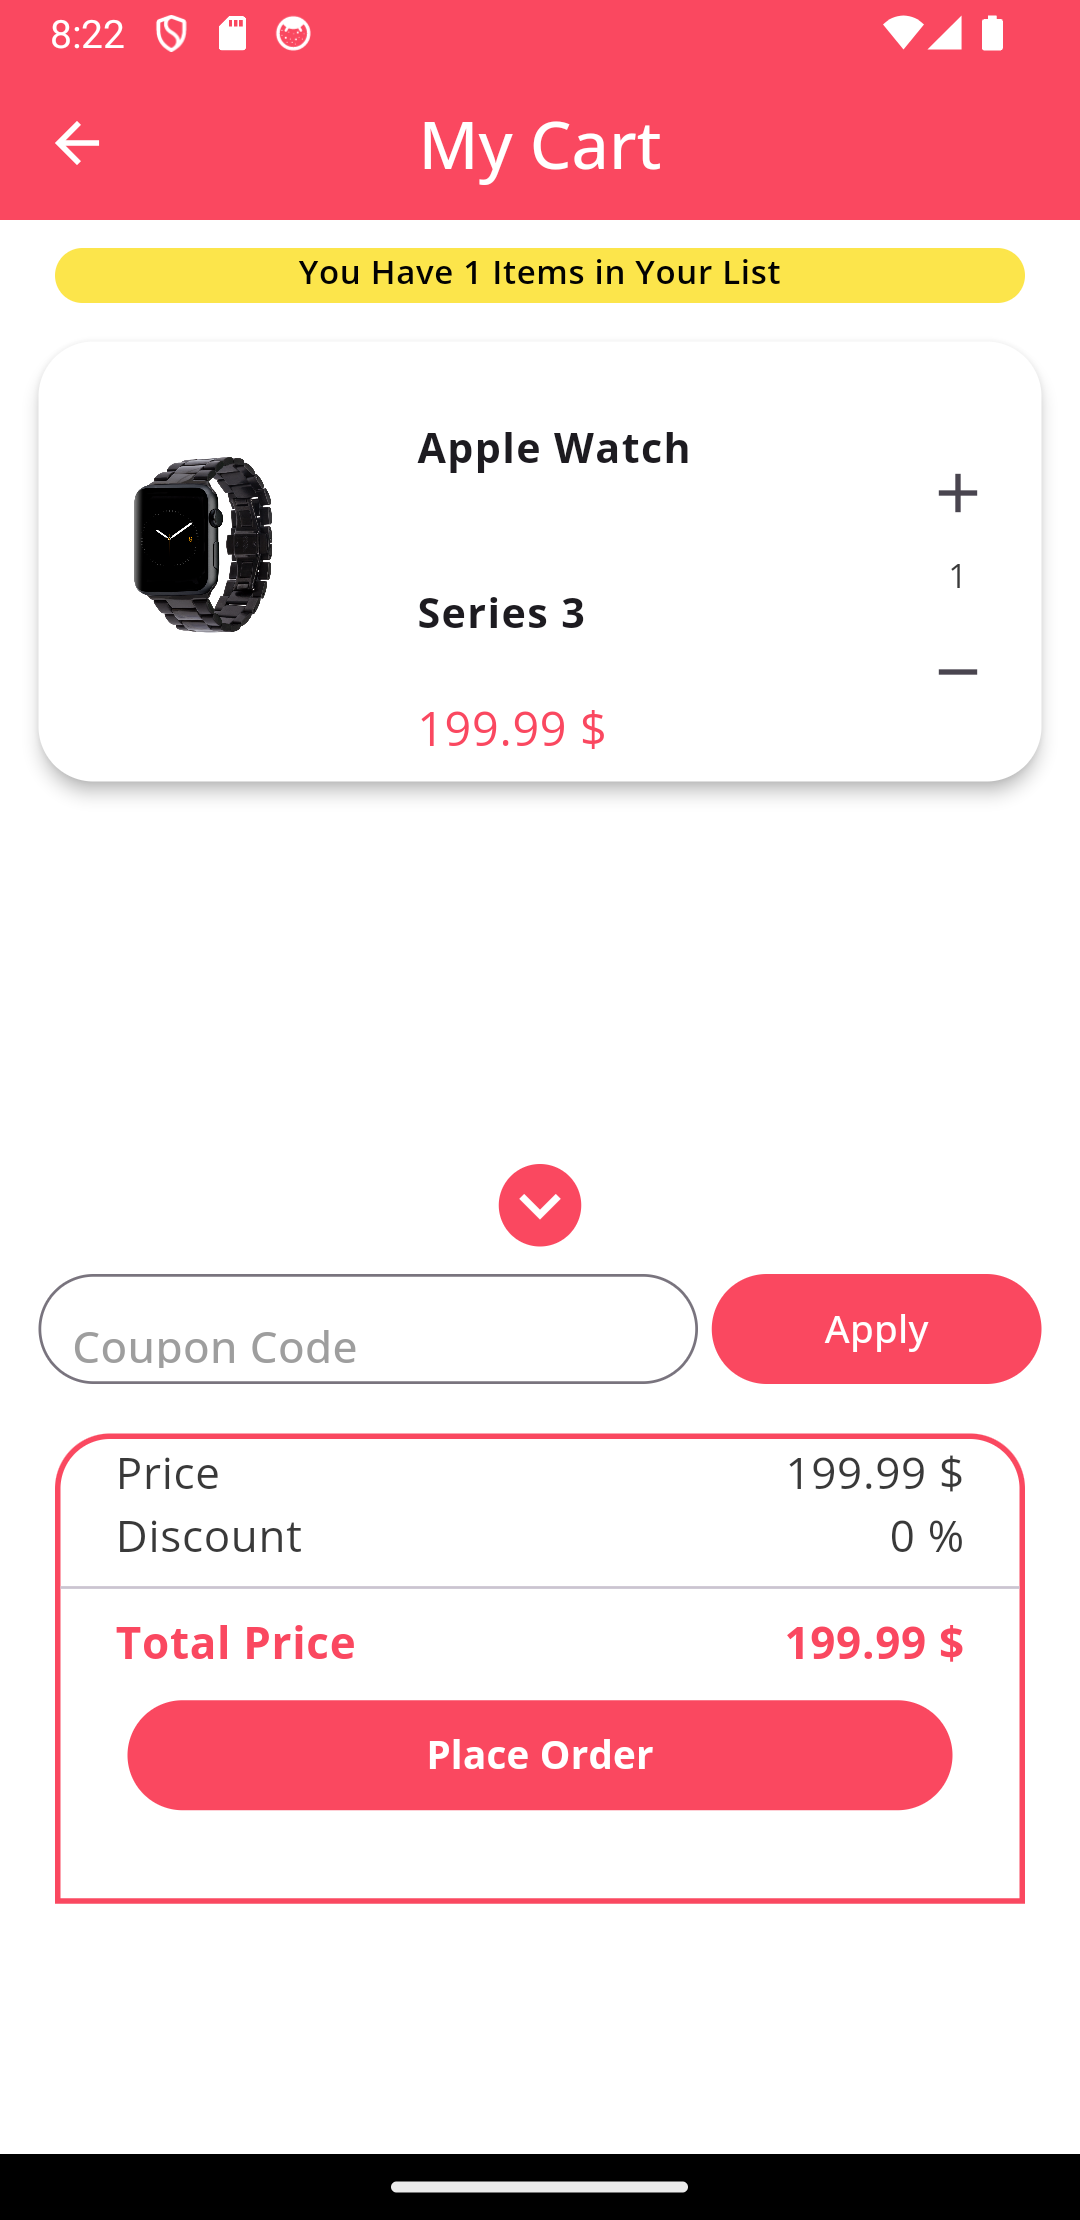 8:22
My Cart
You Have 1 Items in Your List
Apple Watch
1
Series 3
199.99 $
Coupon Code
Apply
Price 199.99 $
Discount 0 %
Total Price 199.99 $
Place Order